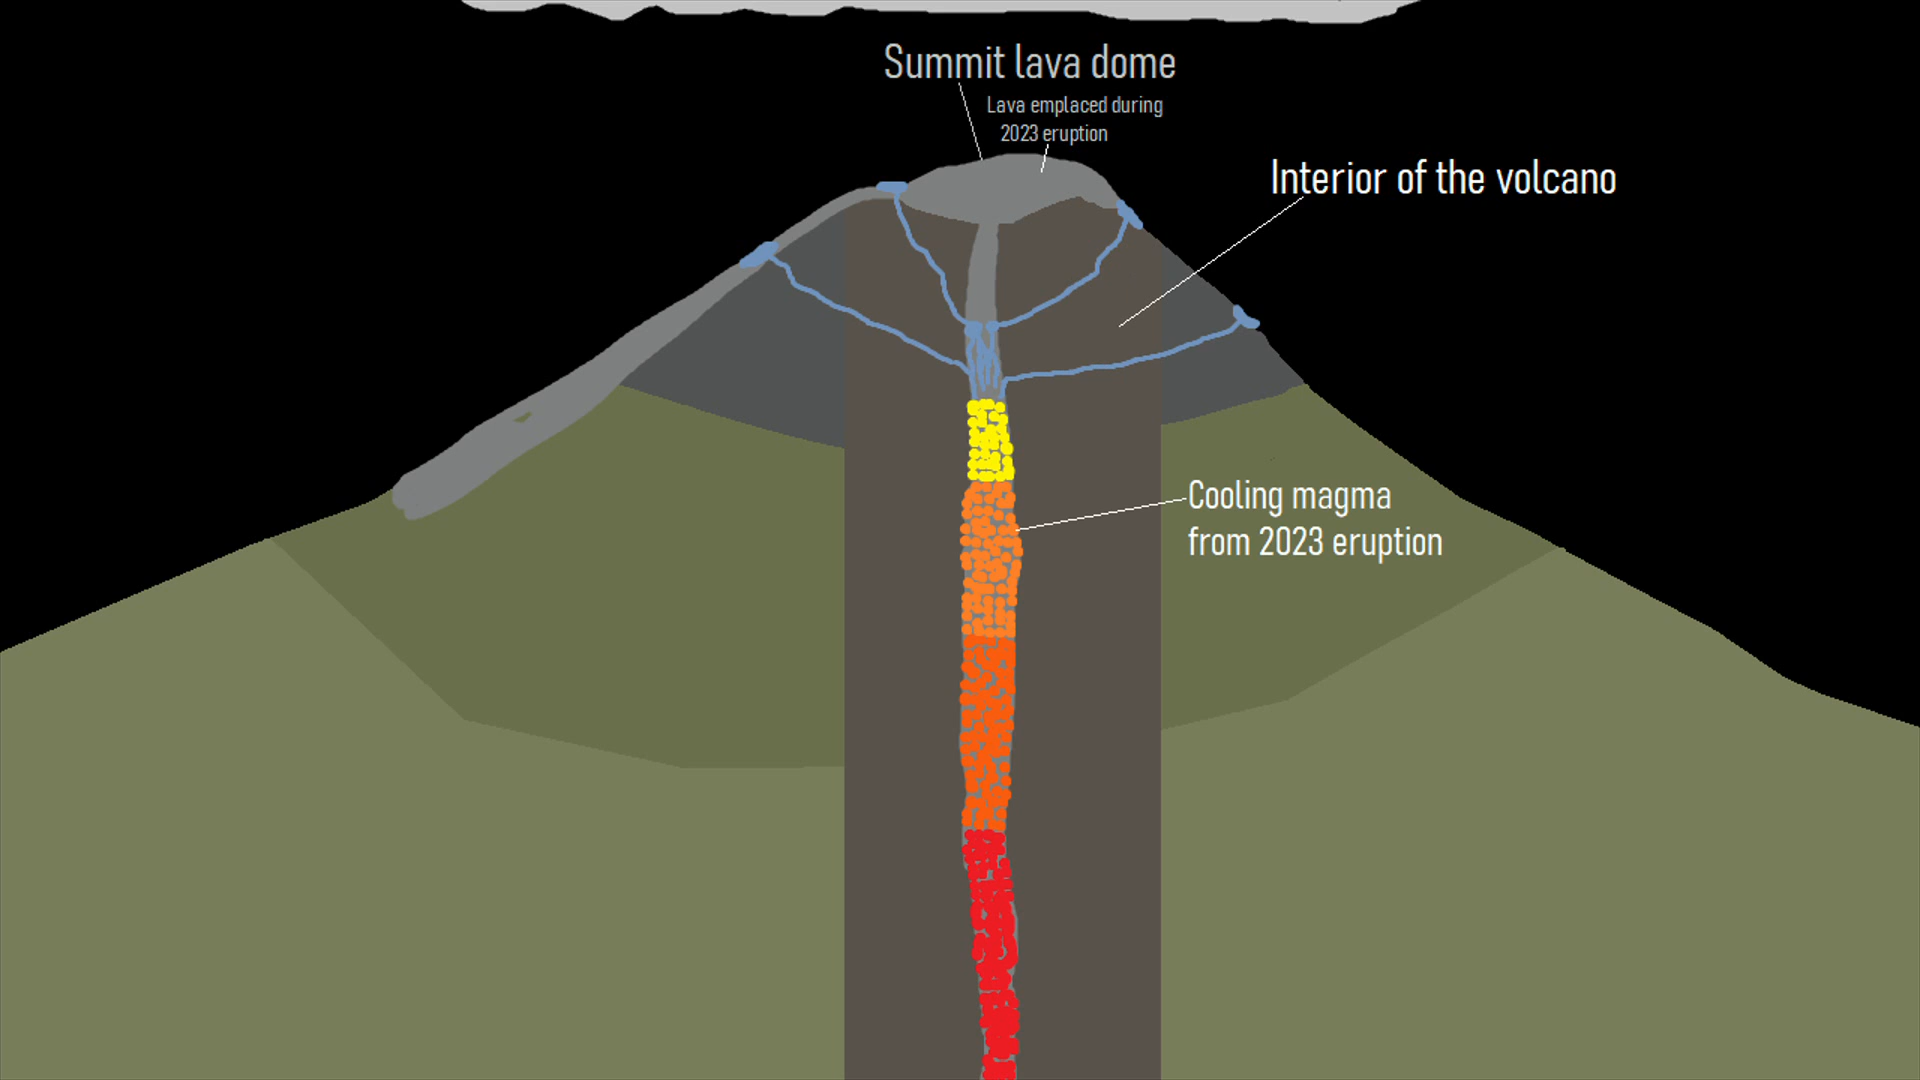 Summit lava dome
Lava emplaced during
2023 eruption
Interior of the volcano
Cooling magma
from 2023 eruption